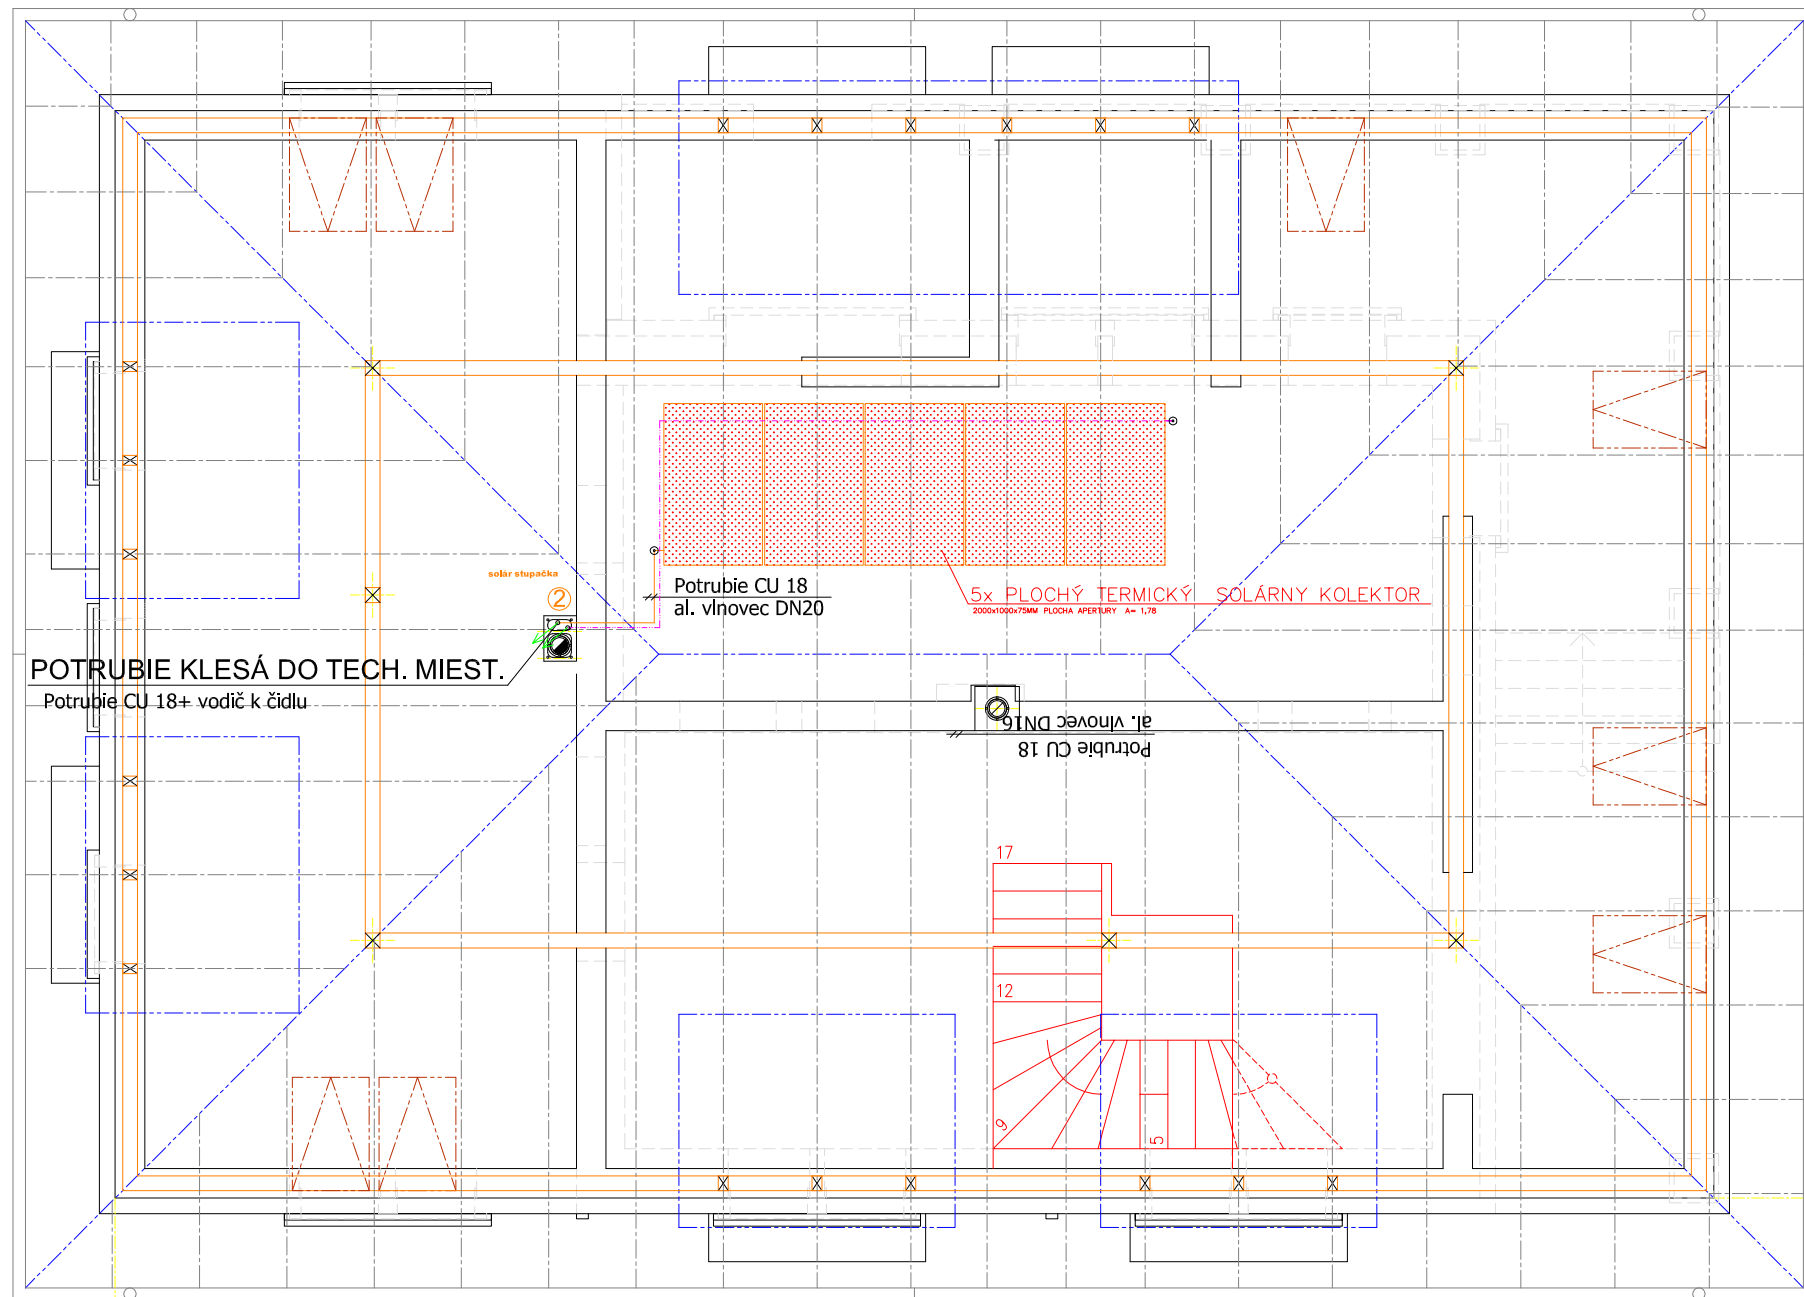 solár stupačka
2
Potrubie CU 18
al. vlnovec DN20
5x PLOCHÝ TERMICKÝ SOLÁRNY KOLEKTOR
2000x1000x75MM PLOCHA APERTURY A= 1,78
POTRUBIE KLESÁ DO TECH. MIEST.
Potrubie CU 18+ vodič k čidlu
Potrubie CU 18
al. vlnovec DN16
17
12
9
5